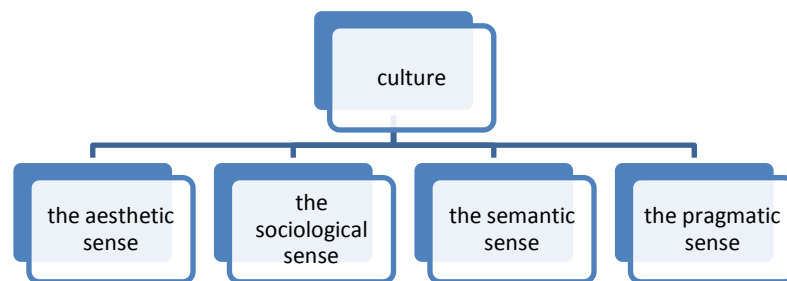 culture
the aesthetic
sense
the
sociological
sense
the semantic
sense
the pragmatic
sense